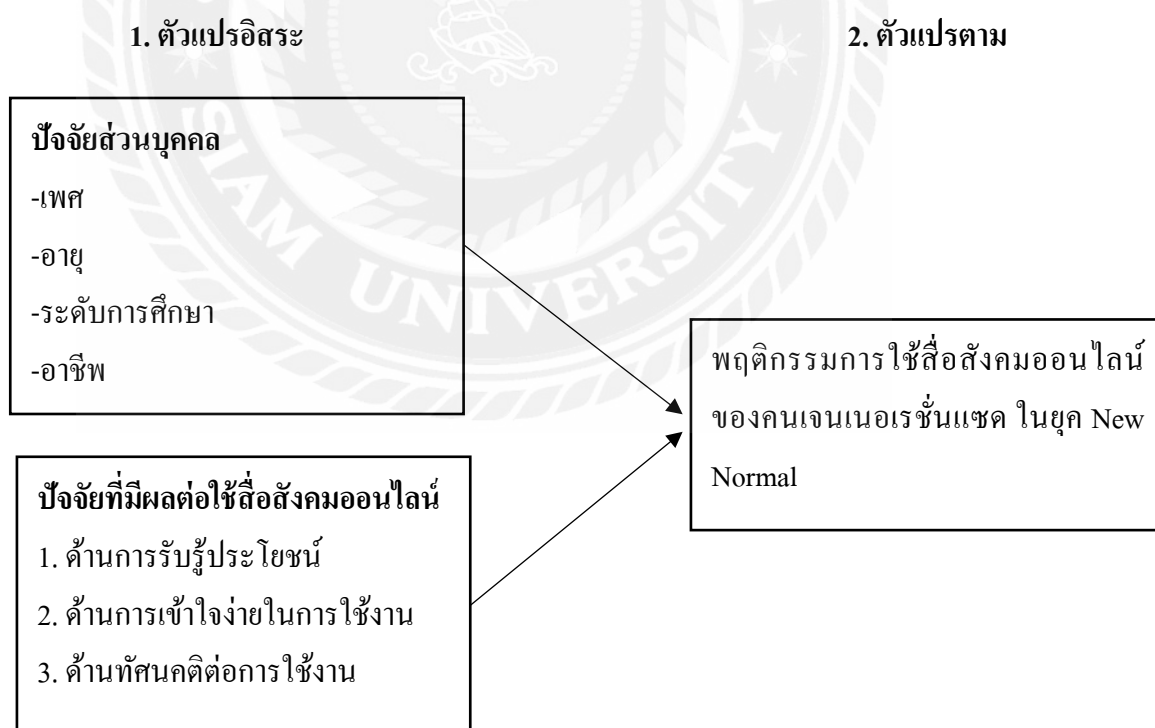 1. ตัวแปรอิสระ
2. ตัวแปรตาม
ปัจจัยส่วนบุคคล
-เพศ
-อายุ
-ระดับการศึกษา
-อาชีพ
ปัจจัยที่มีผลต่อใช้สื่อสังคมออนไลน์
1. ด้านการรับรู้ประโยชน์
2. ด้านการเข้าใจง่ายในการใช้งาน
3. ด้านทัศนคติต่อการใช้งาน
พฤติกรรมการใช้สื่อสังคมออนไลน์
ของคนเจนเนอเรชั่นแซด ในยุค New
Normal
SIAM UNIVERSITY